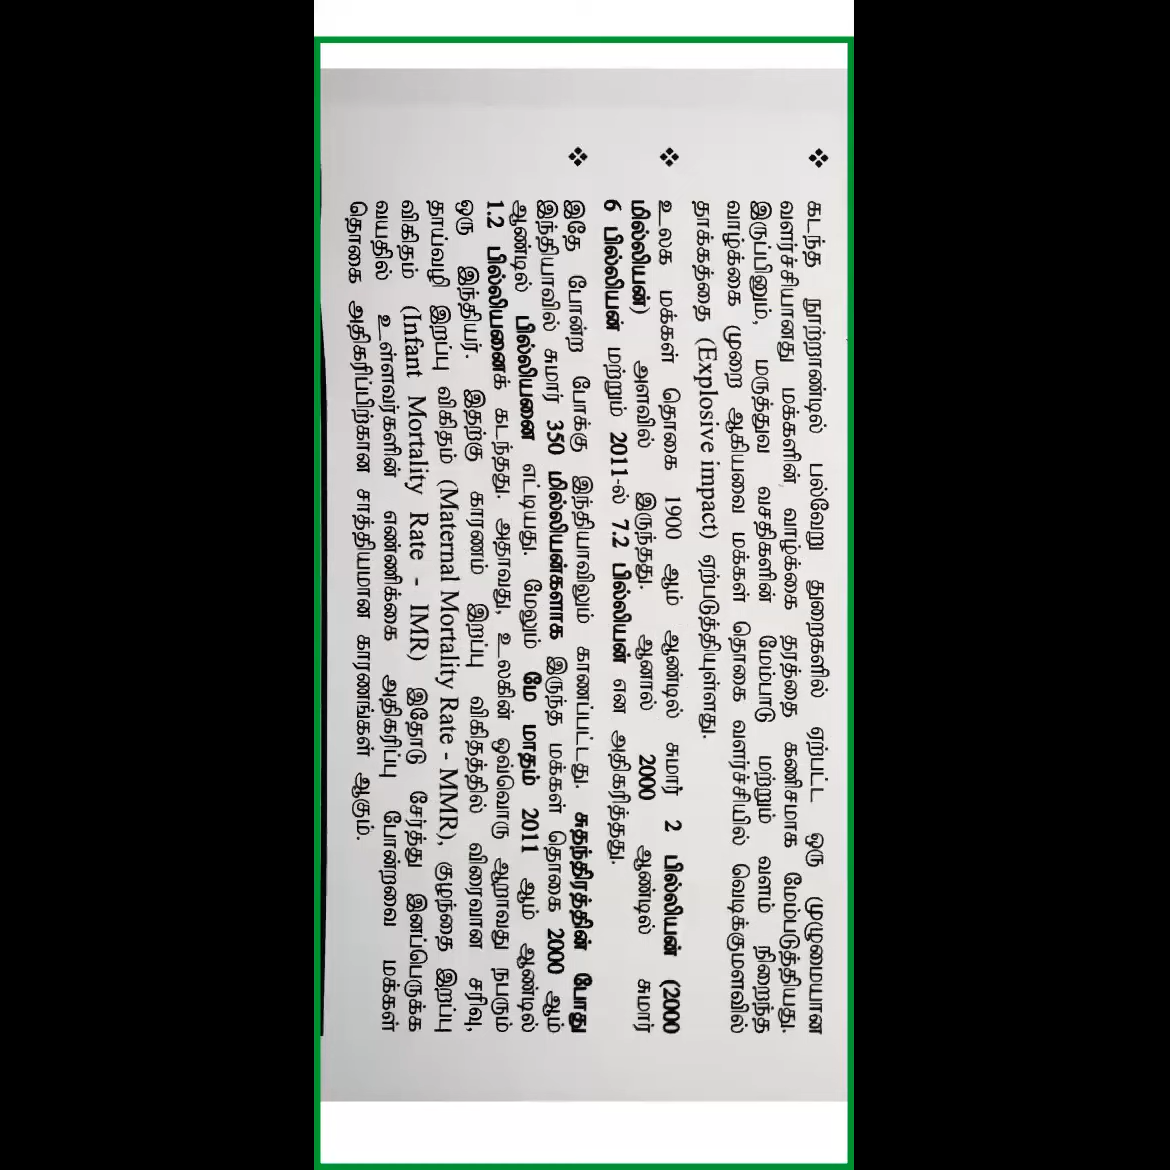 ❖ கடந்த நூற்றாண்டில் பல்வேறு துறைகளில் ஏற்பட்ட ஒரு முழுமையான
வளர்ச்சியானது மக்களின் வாழ்க்கை தரத்தை கணிசமாக மேம்படுத்தியது.
இருப்பினும், மருத்துவ வசதிகளின் மேம்பாடு மற்றும் வளம் நிறைந்த
வாழ்க்கை முறை ஆகியவை மக்கள் தொகை வளர்ச்சியில் வெடிக்குமளவில்
தாக்கத்தை (Explosive impact) ஏற்படுத்தியுள்ளது.
❖ உலக மக்கள் தொகை 1900 ஆம் ஆண்டில் சுமார் 2 பில்லியன் (2000
மில்லியன்) அளவில் இருந்தது. ஆனால் 2000 ஆண்டில் சுமார்
6 பில்லியன் மற்றும் 2011-ல் 7.2 பில்லியன் என அதிகரித்தது.
❖ இதே போன்ற போக்கு இந்தியாவிலும் காணப்பட்டது. சுதந்திரத்தின் போது
இந்தியாவில் சுமார் 350 மில்லியன்களாக இருந்த மக்கள் தொகை 2000 ஆம்
ஆண்டில் பில்லியனை எட்டியது. மேலும் மே மாதம் 2011 ஆம் ஆண்டில்
1.2 பில்லியனைக் கடந்தது. அதாவது, உலகின் ஒவ்வொரு ஆறாவது நபரும்
ஒரு இந்தியர். இதற்கு காரணம் இறப்பு விகிதத்தில் விரைவான சரிவு,
தாய்வழி இறப்பு விகிதம் (Maternal Mortality Rate - MMR), குழந்தை இறப்பு
விகிதம் (Infant Mortality Rate - IMR) இதோடு சேர்த்து இனப்பெருக்க
வயதில் உள்ளவர்களின் எண்ணிக்கை அதிகரிப்பு போன்றவை மக்கள்
தொகை அதிகரிப்பிற்கான சாத்தியமான காரணங்கள் ஆகும்.